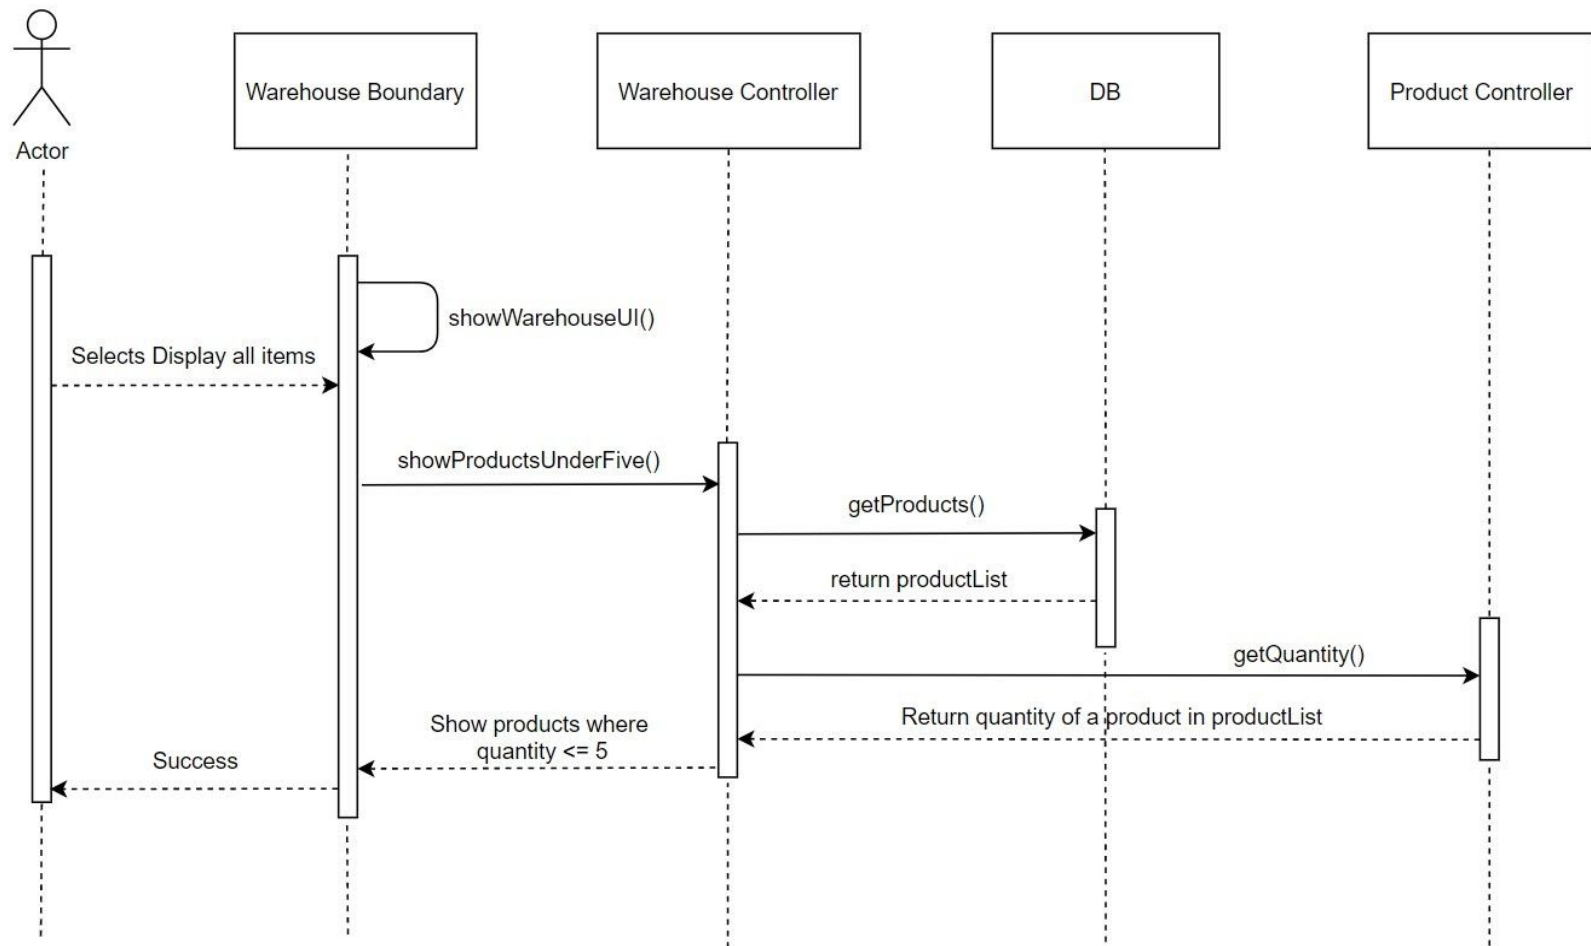 Actor
Warehouse Boundary
Warehouse Controller
DB
Product Controller
showWarehouseUI()
Selects Display all items
showProductsUnderFive()
getProducts()
return productList
getQuantity()
Return quantity of a product in productList
Show products where
quantity <= 5
Success